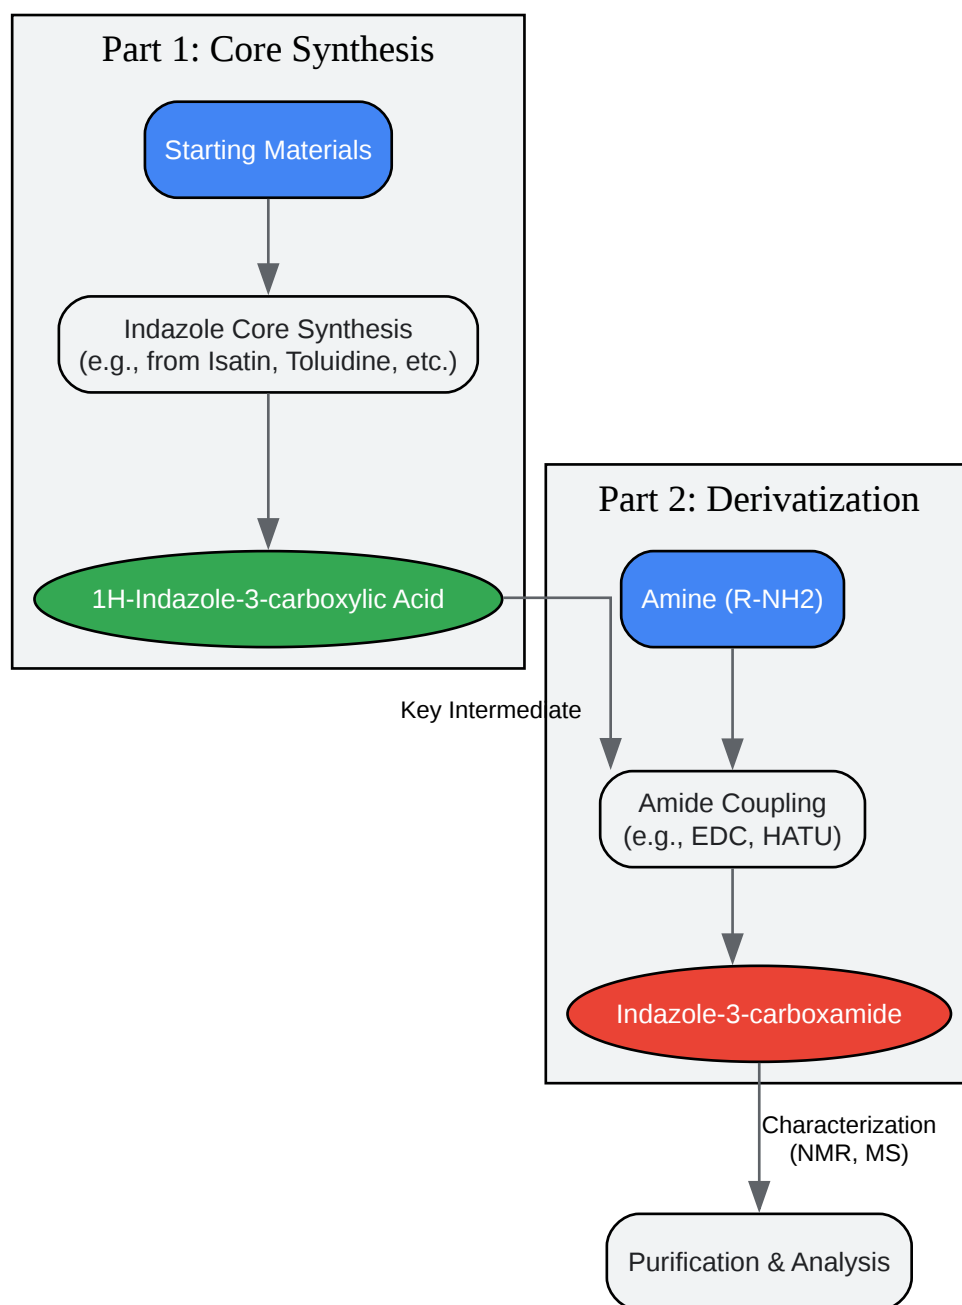 Part 1: Core Synthesis
Starting Materials
Indazole Core Synthesis
(e.g., from Isatin, Toluidine, etc.)
1H-Indazole-3-carboxylic Acid
Key Intermediate
Part 2: Derivatization
Amine (R-NH2)
Amide Coupling
(e.g., EDC, HATU)
Indazole-3-carboxamide
Characterization
(NMR, MS)
Purification & Analysis